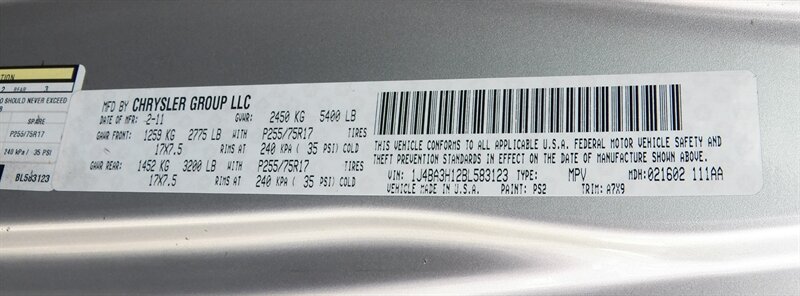 TION
2 REAR 3
D SHOULD NEVER EXCEED
SPARE
P255/75R17
240 kPa / 35 PSI
BL583123
MFD BY CHRYSLER GROUP LLC
DATE OF MFR: 2-11 GVWR: 2450 KG 5400 LB
GAWR FRONT: 1259 KG 2775 LB WITH P255/75R17 TIRES
17X7.5 RIMS AT 240 KPA ( 35 PSI) COLD
GAWR REAR: 1452 KG 3200 LB WITH P255/75R17 TIRES
17X7.5 RIMS AT 240 KPA ( 35 PSI) COLD
THIS VEHICLE CONFORMS TO ALL APPLICABLE U.S.A. FEDERAL MOTOR VEHICLE SAFETY AND
THEFT PREVENTION STANDARDS IN EFFECT ON THE DATE OF MANUFACTURE SHOWN ABOVE.
VIN: 1J4BA3H12BL583123 TYPE: MPV MDH: 021602 111AA
VEHICLE MADE IN U.S.A. PAINT: PS2 TRIM: A7X9